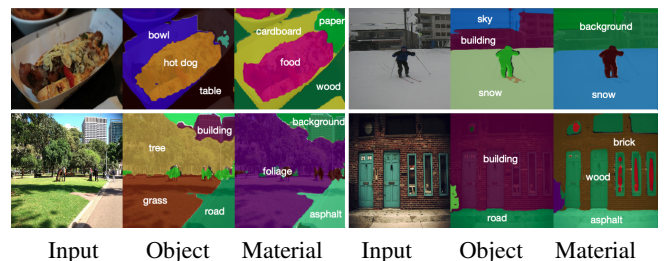 bowl
hot dog
table
cardboard
paper
food
wood
sky
building
snow
background
snow
tree
building
grass
road
background
foliage
asphalt
building
road
brick
wood
asphalt
Input Object Material Input Object Material